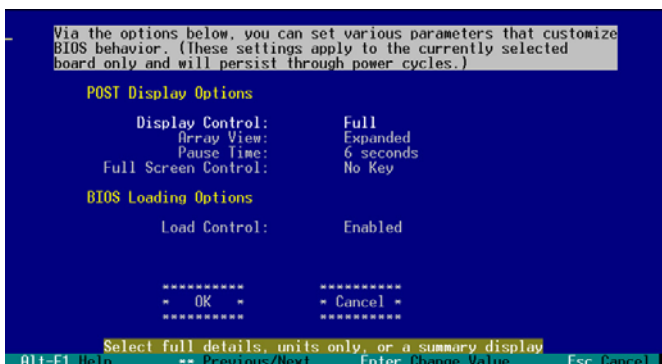 Via the options below, you can set various parameters that customize
BIOS behavior. (These settings apply to the currently selected
board only and will persist through power cycles.)
POST Display Options
Display Control: Full
Array View: Expanded
Pause Time: 6 seconds
Full Screen Control: No Key
BIOS Loading Options
Load Control: Enabled
OK Cancel
Select full details, units only, or a summary display
Alt-F1 Help Previous/Next Enter Change Value Esc Cancel